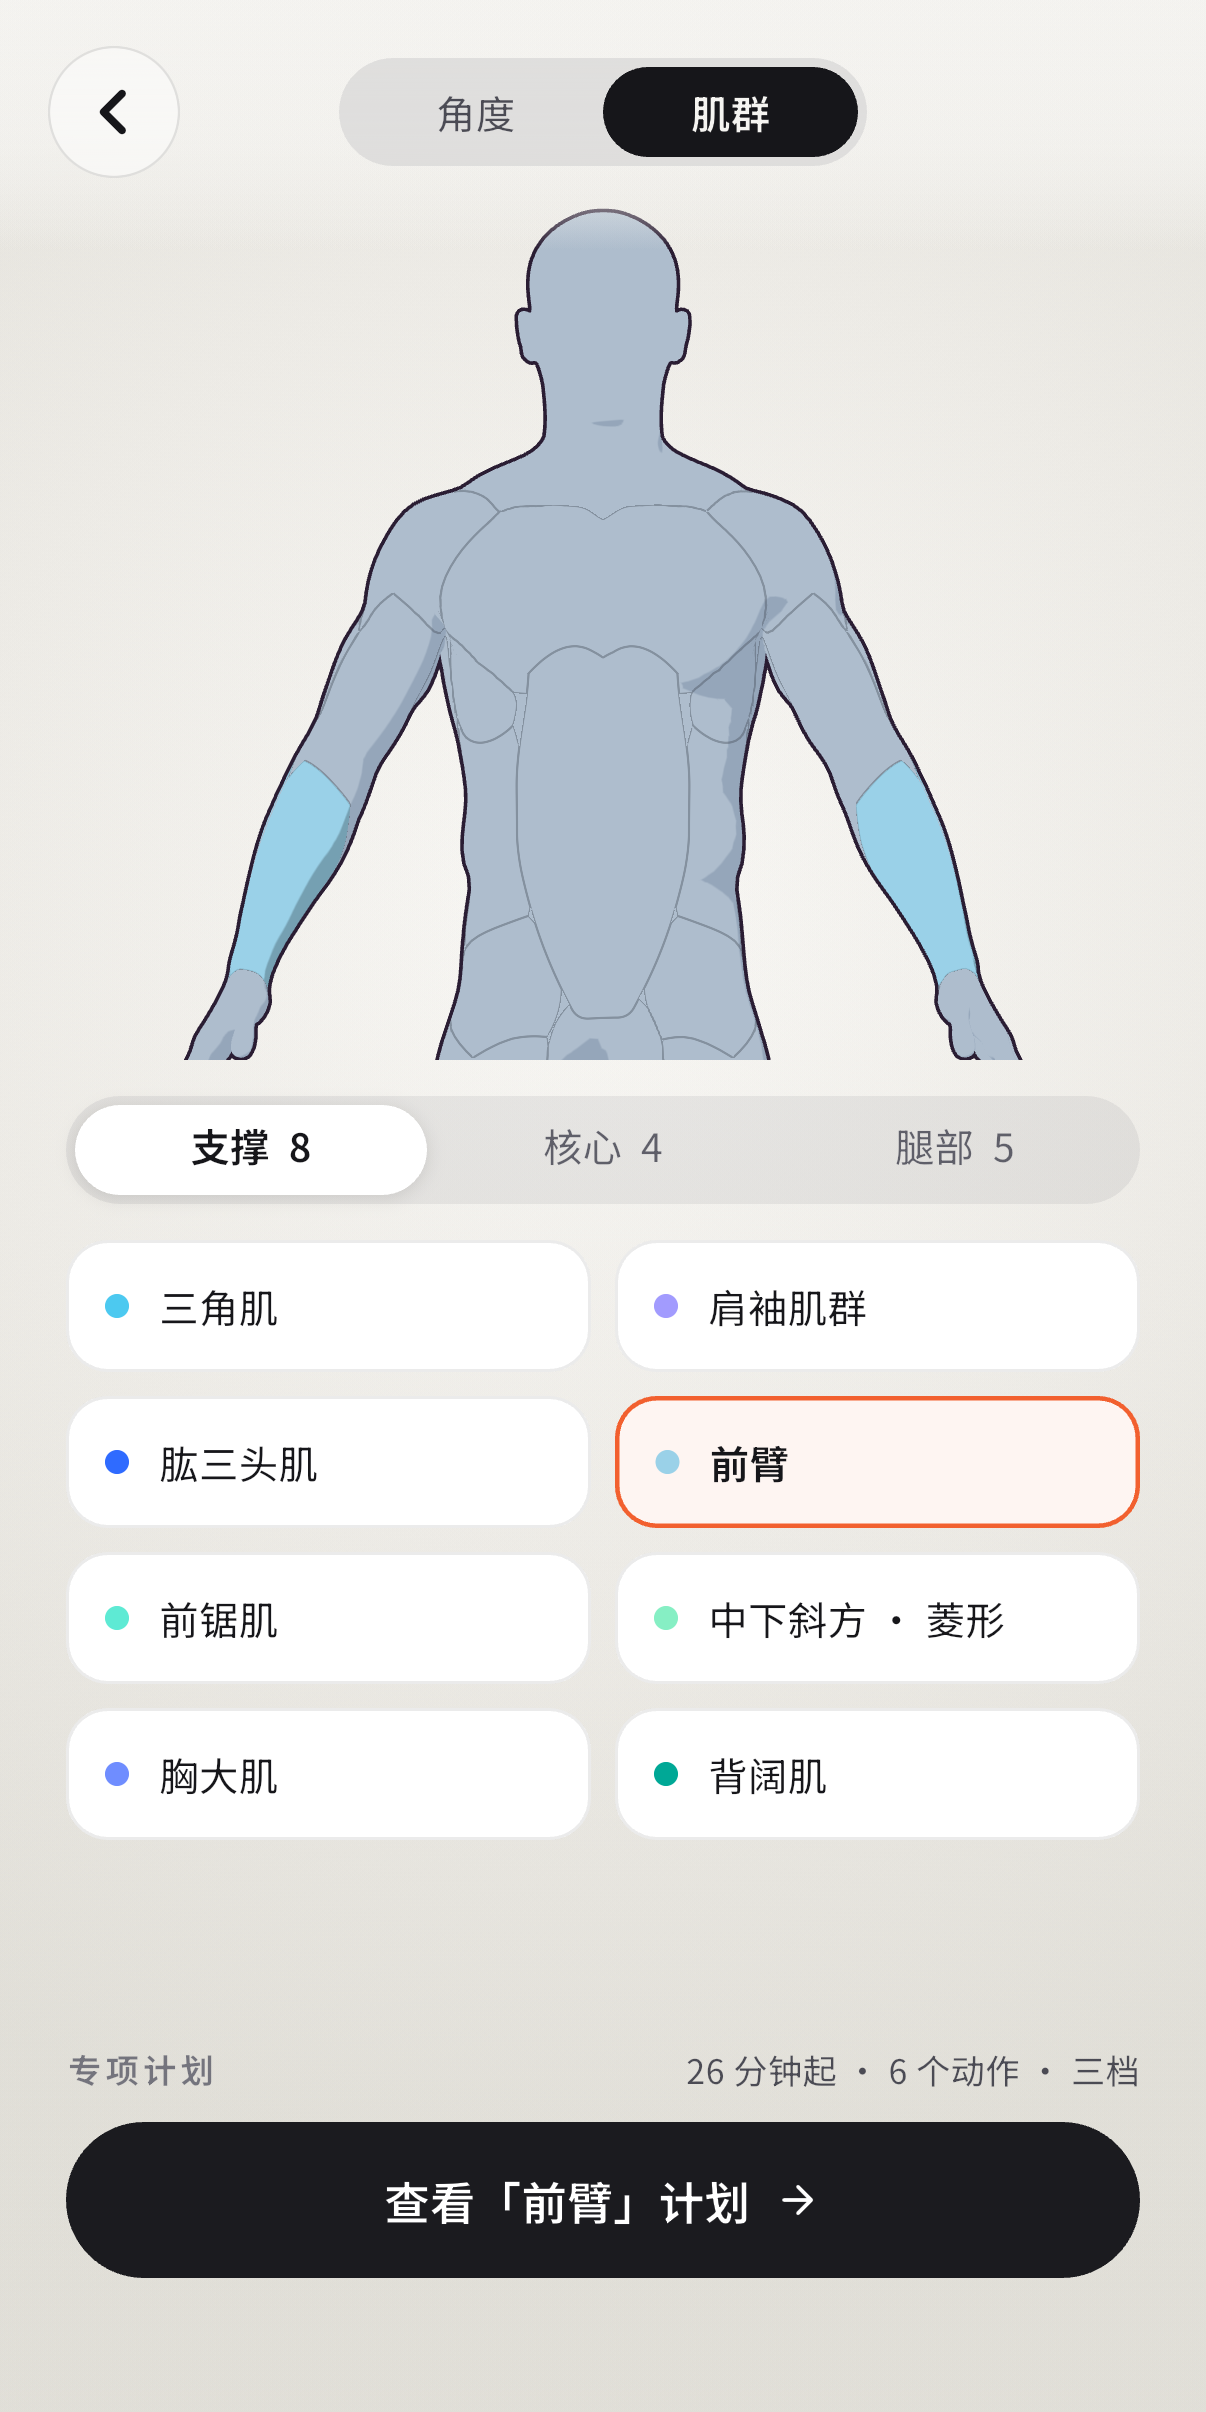 角度 肌群
支撑 8 核心 4 腿部 5
三角肌 肩袖肌群
肱三头肌 前臂
前锯肌 中下斜方 · 菱形
胸大肌 背阔肌
专项计划 26 分钟起 · 6 个动作 · 三档
查看「前臂」计划 →